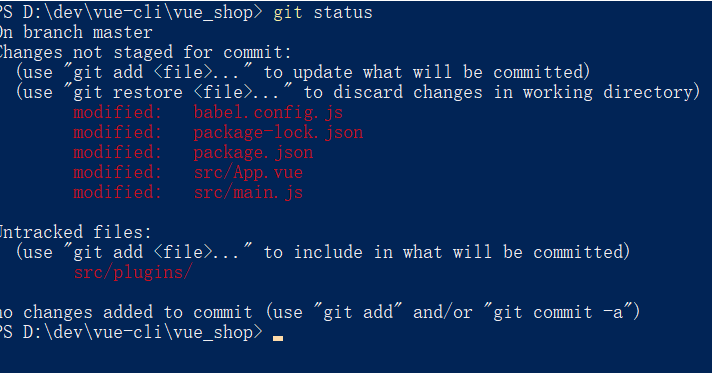 PS D:\dev\vue-cli\vue_shop> git status
On branch master
Changes not staged for commit:
  (use "git add <file>..." to update what will be committed)
  (use "git restore <file>..." to discard changes in working directory)
        modified:   babel.config.js
        modified:   package-lock.json
        modified:   package.json
        modified:   src/App.vue
        modified:   src/main.js

Untracked files:
  (use "git add <file>..." to include in what will be committed)
        src/plugins/

no changes added to commit (use "git add" and/or "git commit -a")
PS D:\dev\vue-cli\vue_shop>